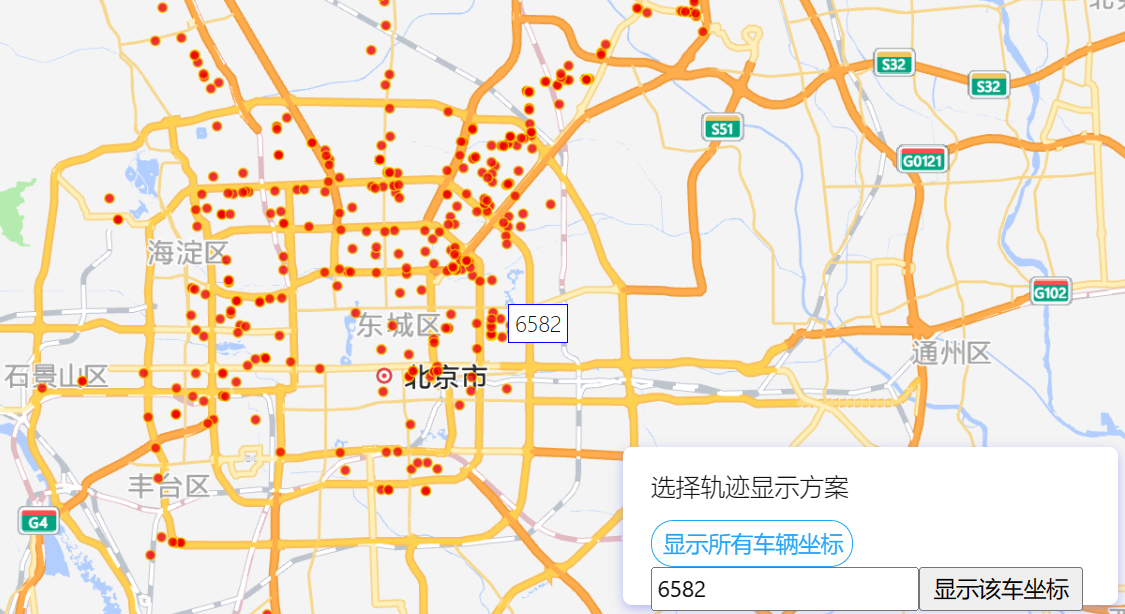 S32
S32
S51
G0121
海淀区
G102
东城区
6582
通州区
石景山区
北京市
丰台区
G4
选择轨迹显示方案
显示所有车辆坐标
6582
显示该车坐标